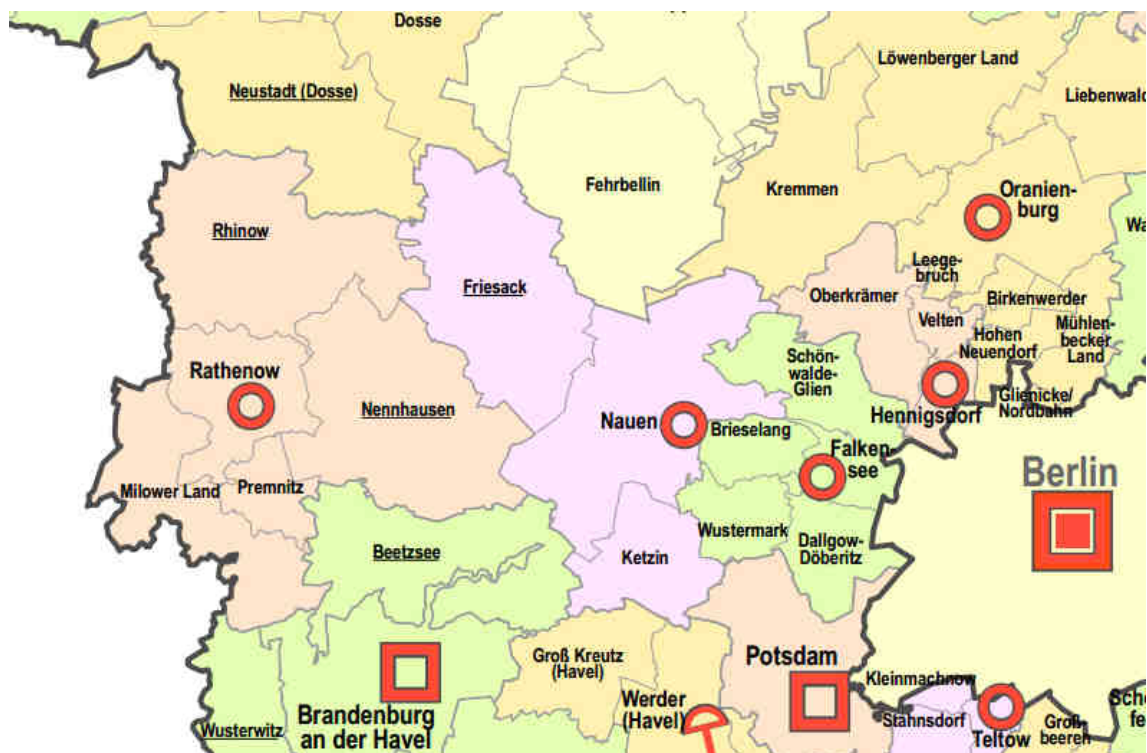 Dosse
Löwenberger Land
Neustadt (Dosse)
Fehrbellin
Kremmen
Oranien-
burg
Rhinow
Leege-
bruch
Friesack
Oberkrämer
Birkenwerder
Velten
Hohen
Neuendorf
Mühlen-
becker
Land
Schön-
walde-
Glien
Rathenow
Nennhausen
Nauen
Brieselang
Hennigsdorf
Glienicke/
Nordbahn
Falken-
see
Berlin
Milower Land
Premnitz
Wustermark
Dallgow-
Döberitz
Beetzsee
Ketzin
Groß Kreutz
(Havel)
Potsdam
Kleinmachnow
Werder
(Havel)
Wusterwitz
Brandenburg
an der Havel
Stahnsdorf
Teltow
Groß-
beeren